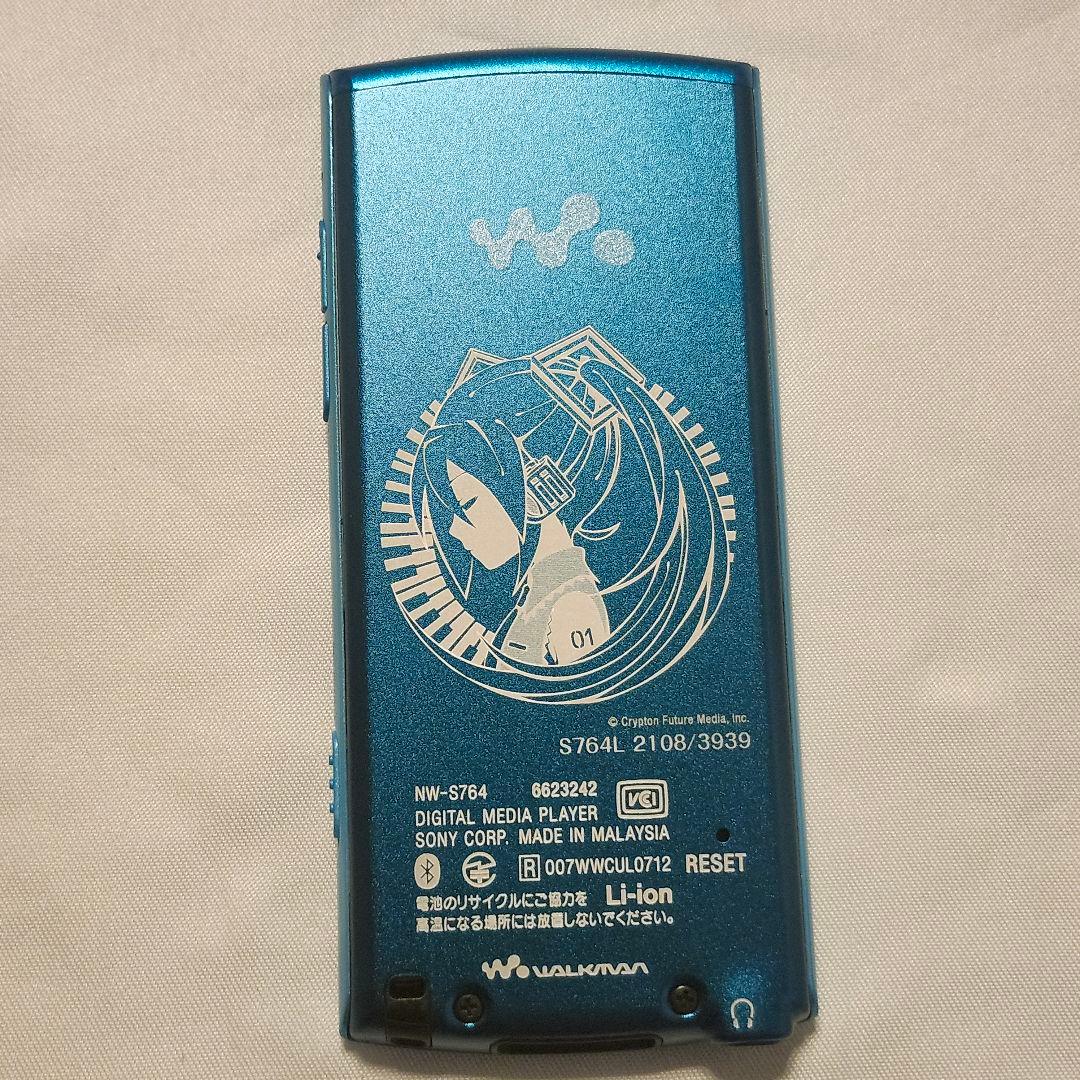 01
© Crypton Future Media, Inc.
S764L 2108/3939
NW-S764 6623242 VCI
DIGITAL MEDIA PLAYER
SONY CORP. MADE IN MALAYSIA
R 007WWCUL0712 RESET
電池のリサイクルにご協力を Li-ion
高温になる場所には放置しないでください。
WALKMAN